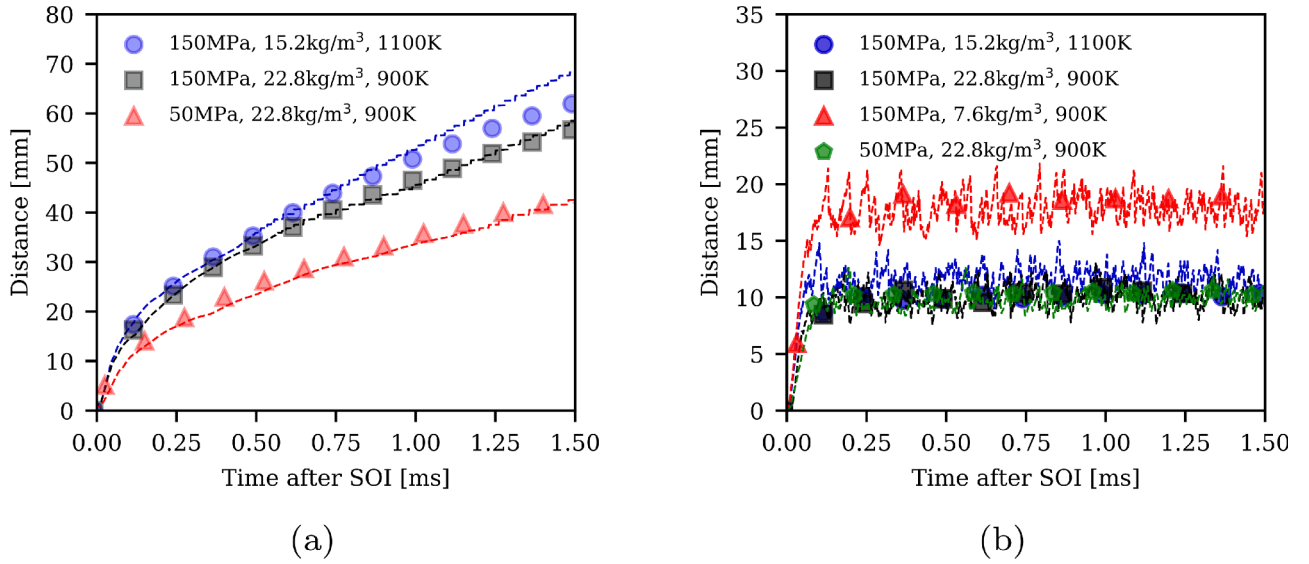 80
70
60
50
40
30
20
10
0
Distance [mm]
150MPa, 15.2kg/m³, 1100K
150MPa, 22.8kg/m³, 900K
50MPa, 22.8kg/m³, 900K
0.00 0.25 0.50 0.75 1.00 1.25 1.50
Time after SOI [ms]
(a)
35
30
25
20
15
10
5
0
Distance [mm]
150MPa, 15.2kg/m³, 1100K
150MPa, 22.8kg/m³, 900K
150MPa, 7.6kg/m³, 900K
50MPa, 22.8kg/m³, 900K
0.00 0.25 0.50 0.75 1.00 1.25 1.50
Time after SOI [ms]
(b)